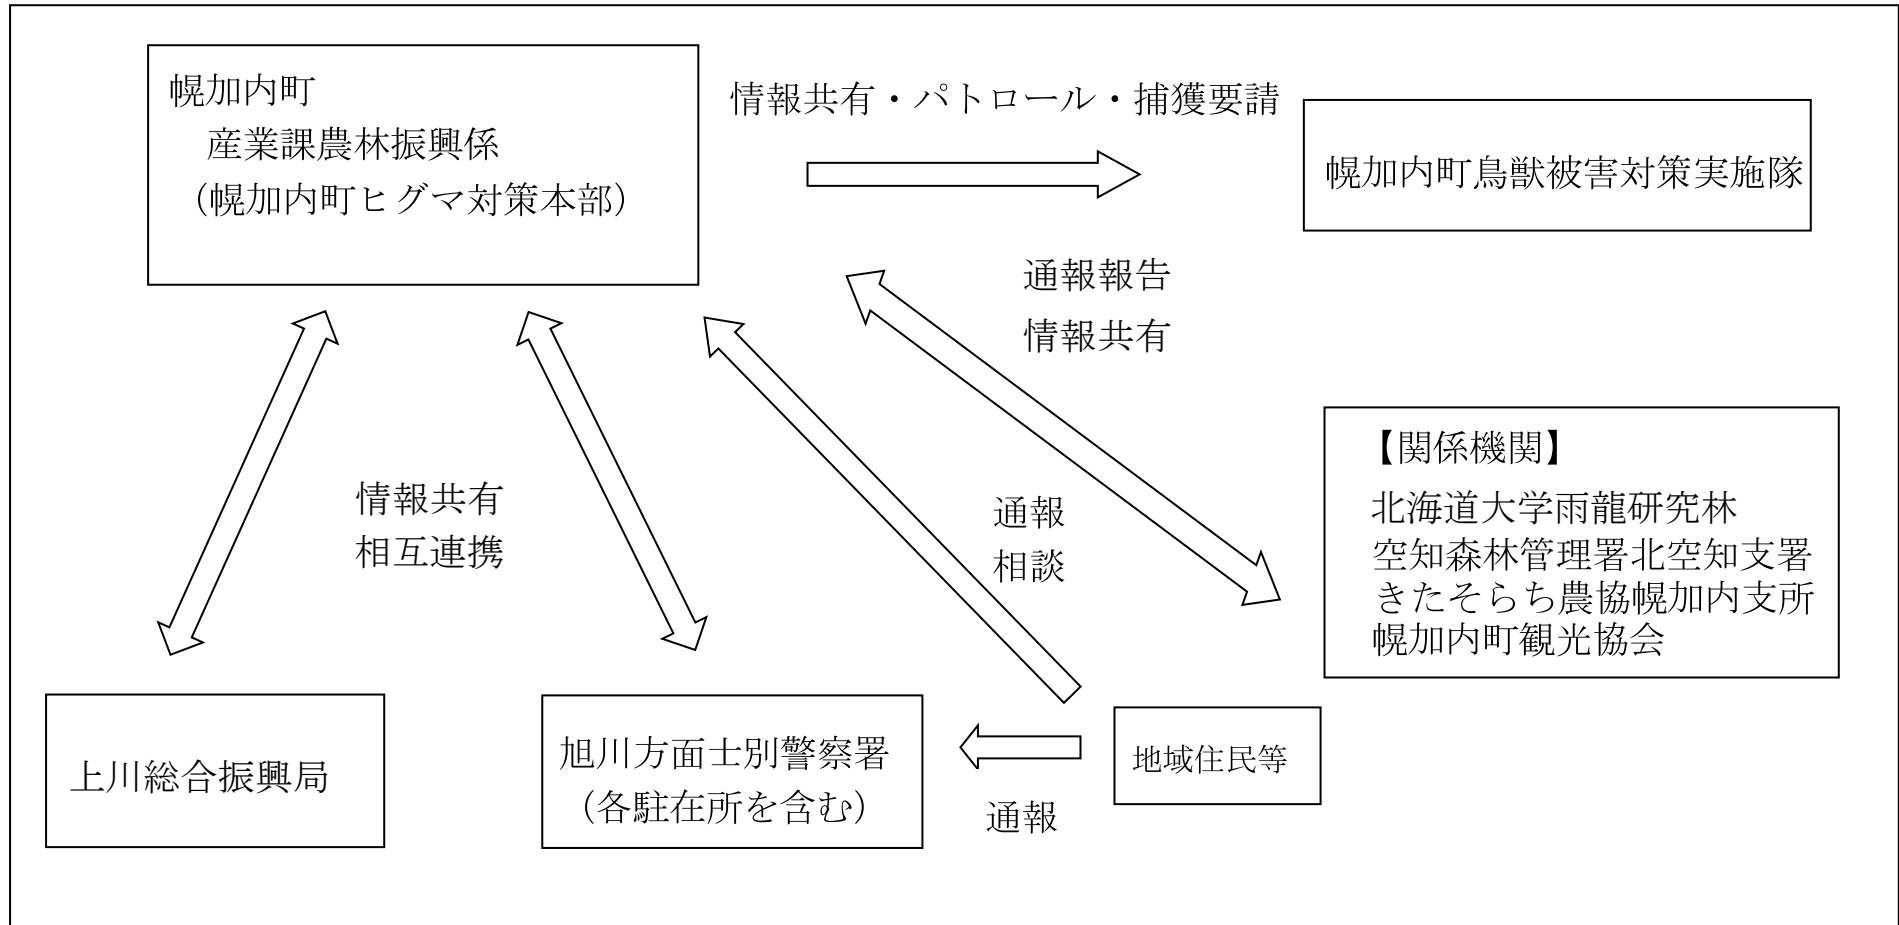 幌加内町
産業課農林振興係
（幌加内町ヒグマ対策本部）
情報共有・パトロール・捕獲要請
幌加内町鳥獣被害対策実施隊
通報報告
情報共有
【関係機関】
北海道大学雨龍研究林
空知森林管理署北空知支署
きたそらち農協幌加内支所
幌加内町観光協会
情報共有
相互連携
通報
相談
上川総合振興局
旭川方面士別警察署
（各駐在所を含む）
地域住民等
通報